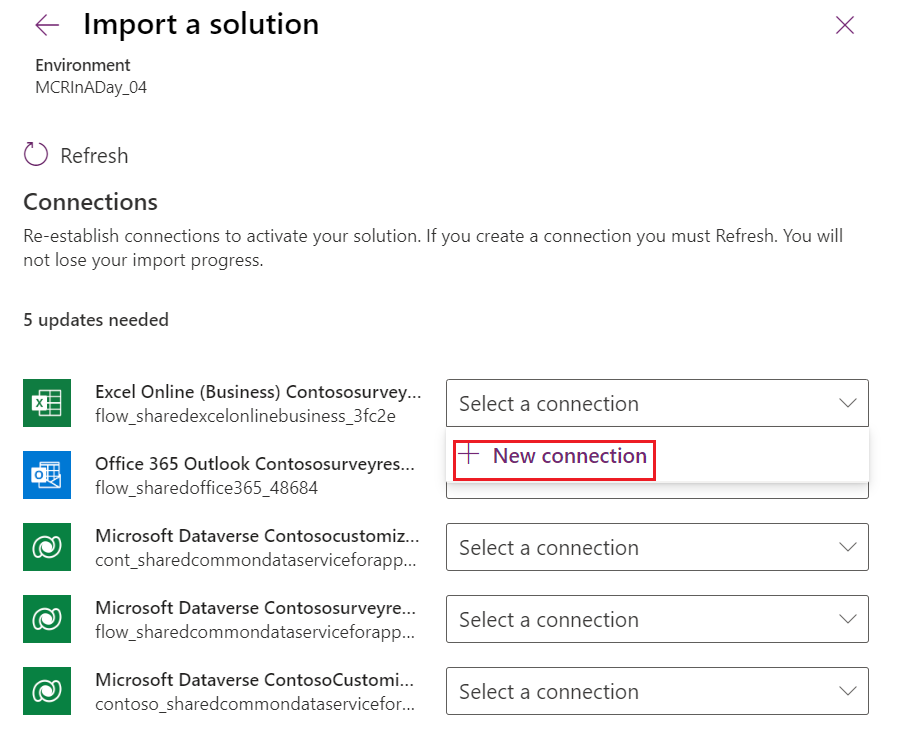 Import a solution
Environment
MCRInADay_04
Refresh
Connections
Re-establish connections to activate your solution. If you create a connection you must Refresh. You will
not lose your import progress.
5 updates needed
Excel Online (Business) Contososurvey...
flow_sharedexcelonlinebusiness_3fc2e
Select a connection
New connection
Office 365 Outlook Contososurveyres...
flow_sharedoffice365_48684
Microsoft Dataverse Contosocustomiz...
cont_sharedcommondataserviceforapp...
Select a connection
Microsoft Dataverse Contososurveyre...
flow_sharedcommondataserviceforapp...
Select a connection
Microsoft Dataverse ContosoCustomi...
contoso_sharedcommondataservicefor...
Select a connection